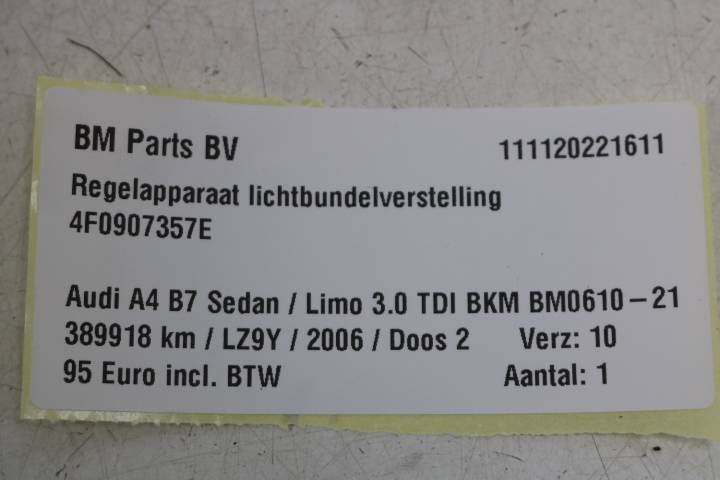 BM Parts BV 111120221611
Regelapparaat lichtbundelverstelling
4F0907357E
Audi A4 B7 Sedan / Limo 3.0 TDI BKM BM0610-21
389918 km / LZ9Y / 2006 / Doos 2 Verz: 10
95 Euro incl. BTW Aantal: 1